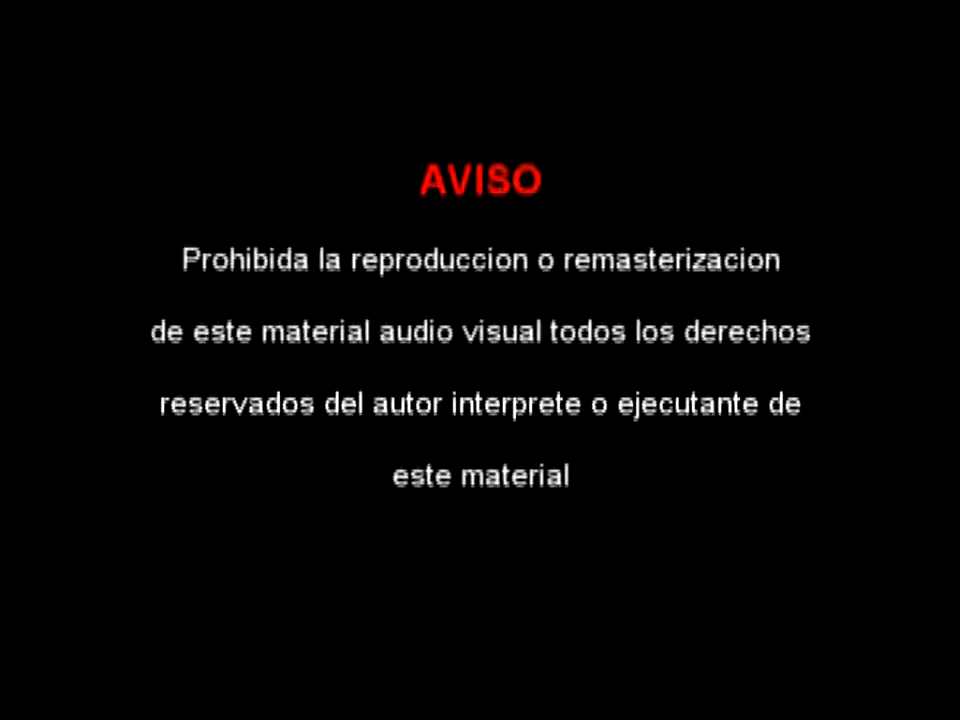 AVISO
Prohibida la reproduccion o remasterizacion
de este material audio visual todos los derechos
reservados del autor interprete o ejecutante de
este material